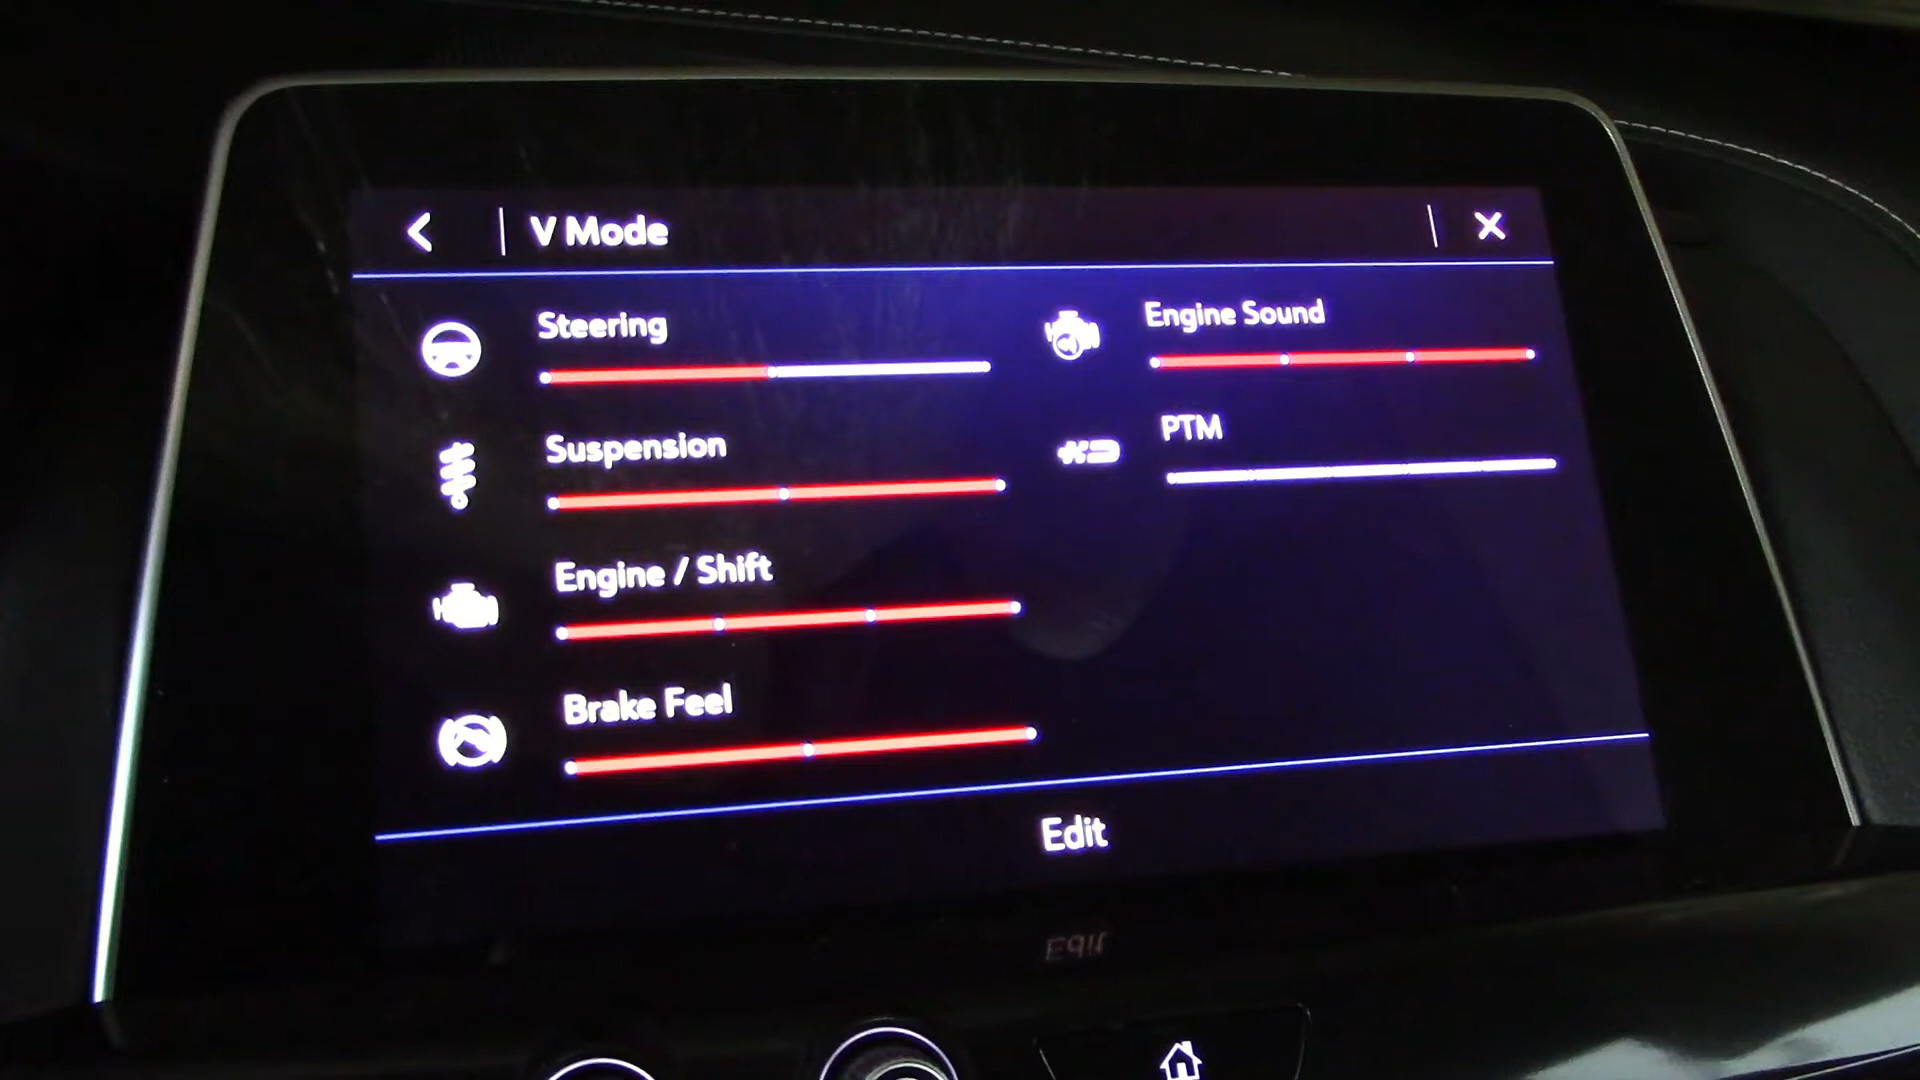 V Mode
Steering
Engine Sound
Suspension
PTM
Engine / Shift
Brake Feel
Edit